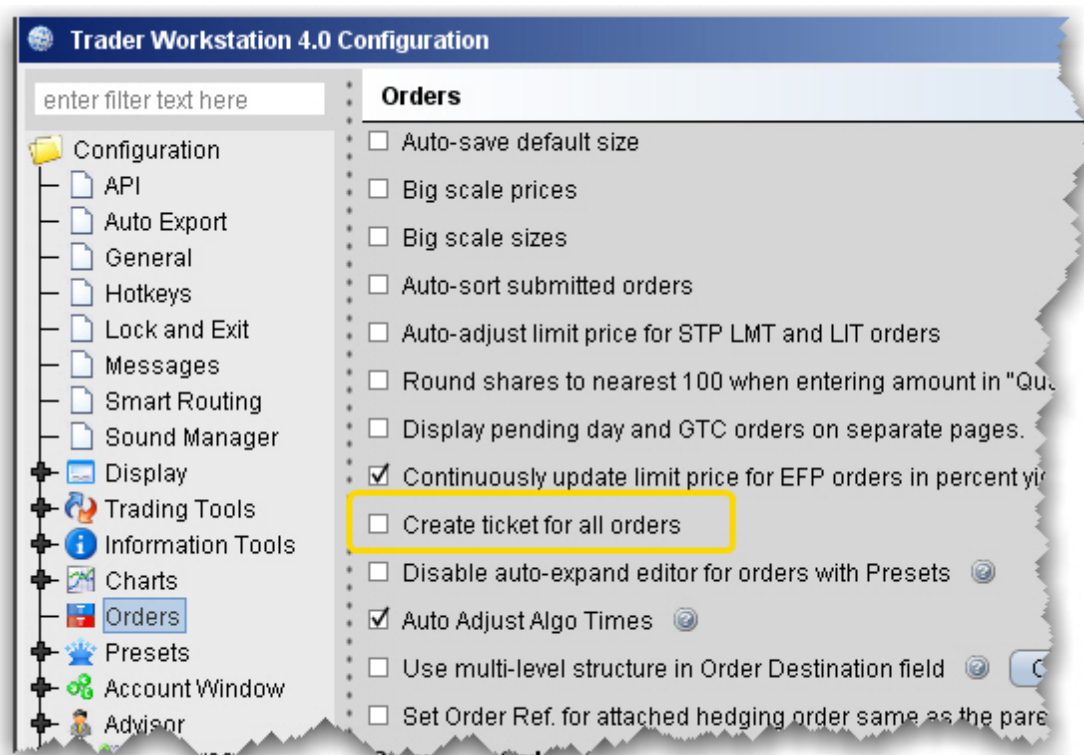 Trader Workstation 4.0 Configuration
enter filter text here
Configuration
API
Auto Export
General
Hotkeys
Lock and Exit
Messages
Smart Routing
Sound Manager
Display
Trading Tools
Information Tools
Charts
Orders
Presets
Account Window
Advisor
Orders
Auto-save default size
Big scale prices
Big scale sizes
Auto-sort submitted orders
Auto-adjust limit price for STP LMT and LIT orders
Round shares to nearest 100 when entering amount in "Qu
Display pending day and GTC orders on separate pages.
Continuously update limit price for EFP orders in percent yi
Create ticket for all orders
Disable auto-expand editor for orders with Presets
Auto Adjust Algo Times
Use multi-level structure in Order Destination field
Set Order Ref. for attached hedging order same as the pare